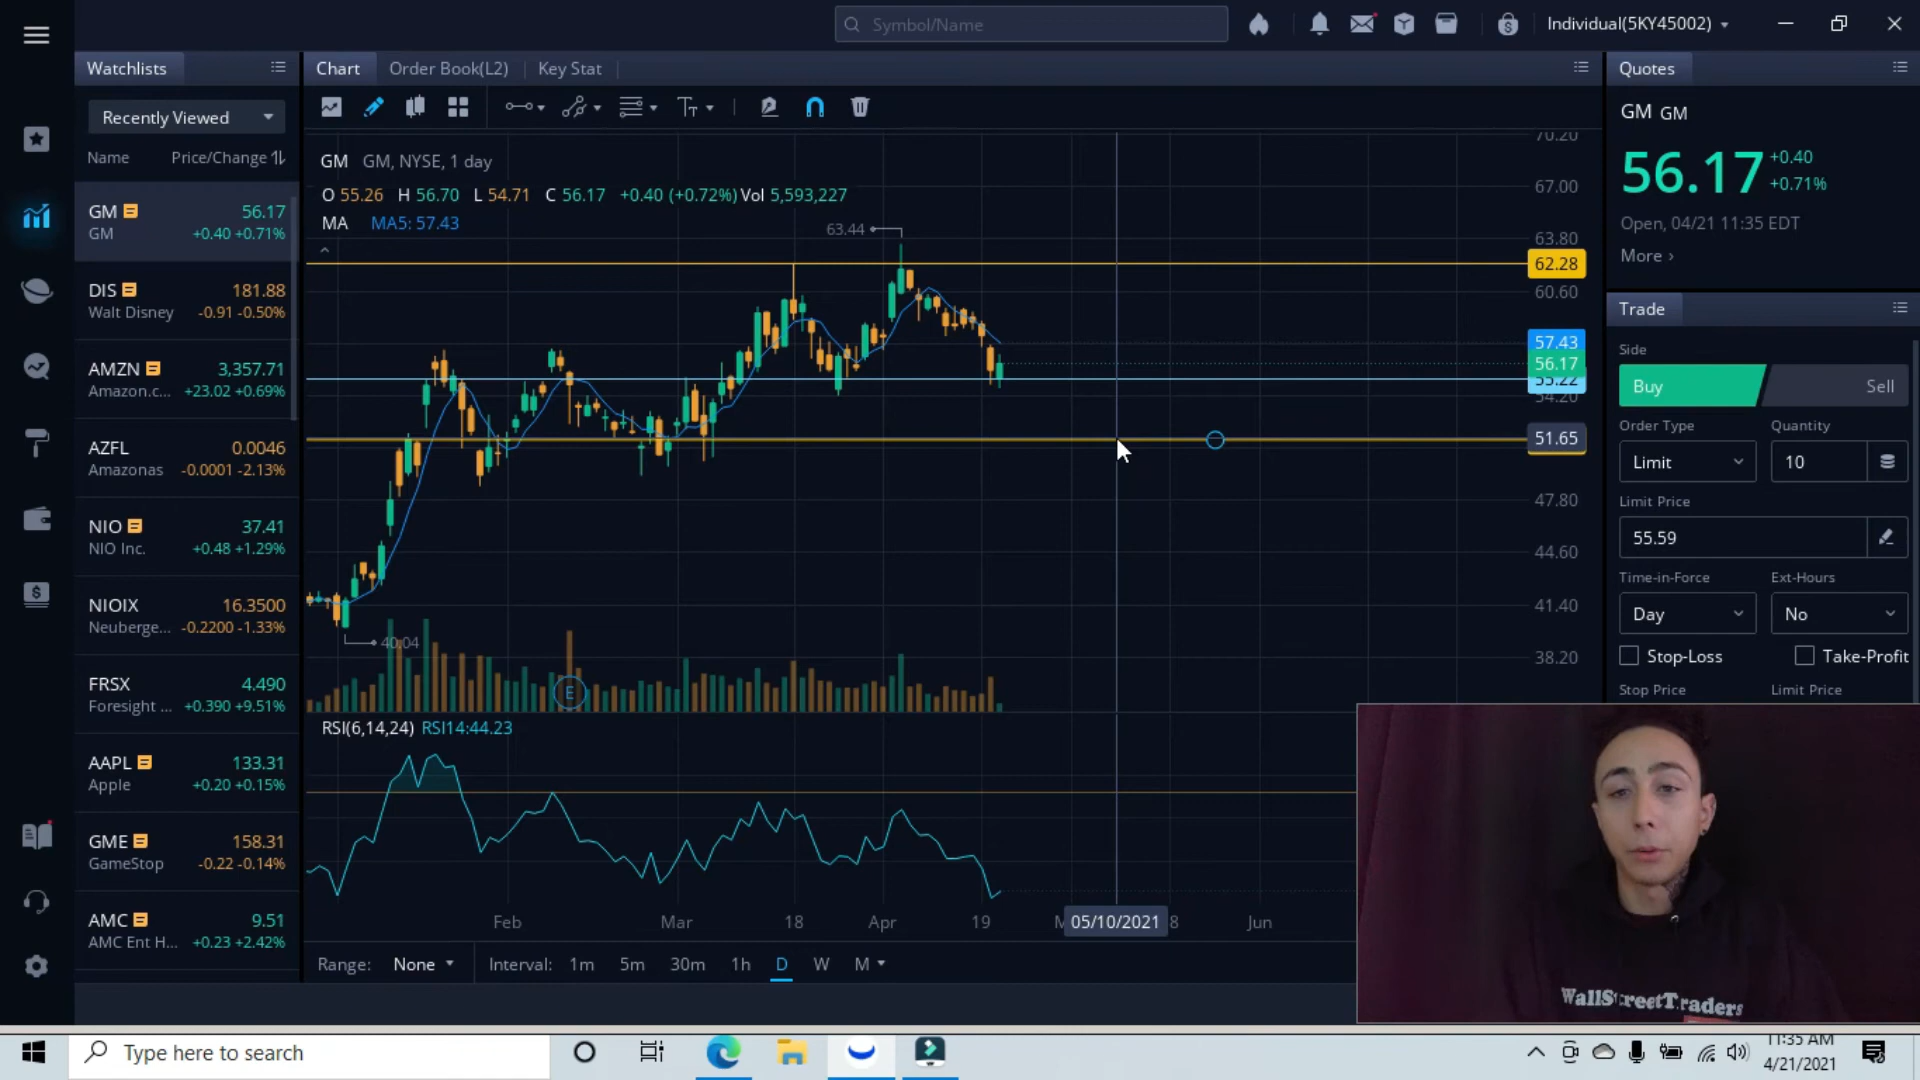 Symbol/Name
Individual(5KY45002)
Watchlists
Recently Viewed
Name Price/Change
GM 56.17
GM +0.40 +0.71%
DIS 181.88
Walt Disney -0.91 -0.50%
AMZN 3,357.71
Amazon.c... +23.02 +0.69%
AZFL 0.0046
Amazonas -0.0001 -2.13%
NIO 37.41
NIO Inc. +0.48 +1.29%
NIOIX 16.3500
Neuberge... -0.2200 -1.33%
FRSX 4.490
Foresight ... +0.390 +9.51%
AAPL 133.31
Apple +0.20 +0.15%
GME 158.31
GameStop -0.22 -0.14%
AMC 9.51
AMC Ent H... +0.23 +2.42%
Chart Order Book(L2) Key Stat
GM GM, NYSE, 1 day
O 55.26 H 56.70 L 54.71 C 56.17 +0.40 (+0.72%) Vol 5,593,227
MA MA5: 57.43
63.44
40.04
E
70.20
67.00
63.80
62.28
60.60
57.43
56.17
55.22
54.20
51.65
47.80
44.60
41.40
38.20
RSI(6,14,24) RSI14:44.23
Feb Mar 18 Apr 19 05/10/2021 8 Jun
Range: None Interval: 1m 5m 30m 1h D W M
Quotes
GM GM
56.17 +0.40
+0.71%
Open, 04/21 11:35 EDT
More
Trade
Side
Buy Sell
Order Type Quantity
Limit 10
Limit Price
55.59
Time-in-Force Ext-Hours
Day No
Stop-Loss Take-Profit
Stop Price Limit Price
WallStreetTraders
Type here to search
11:35 AM
4/21/2021